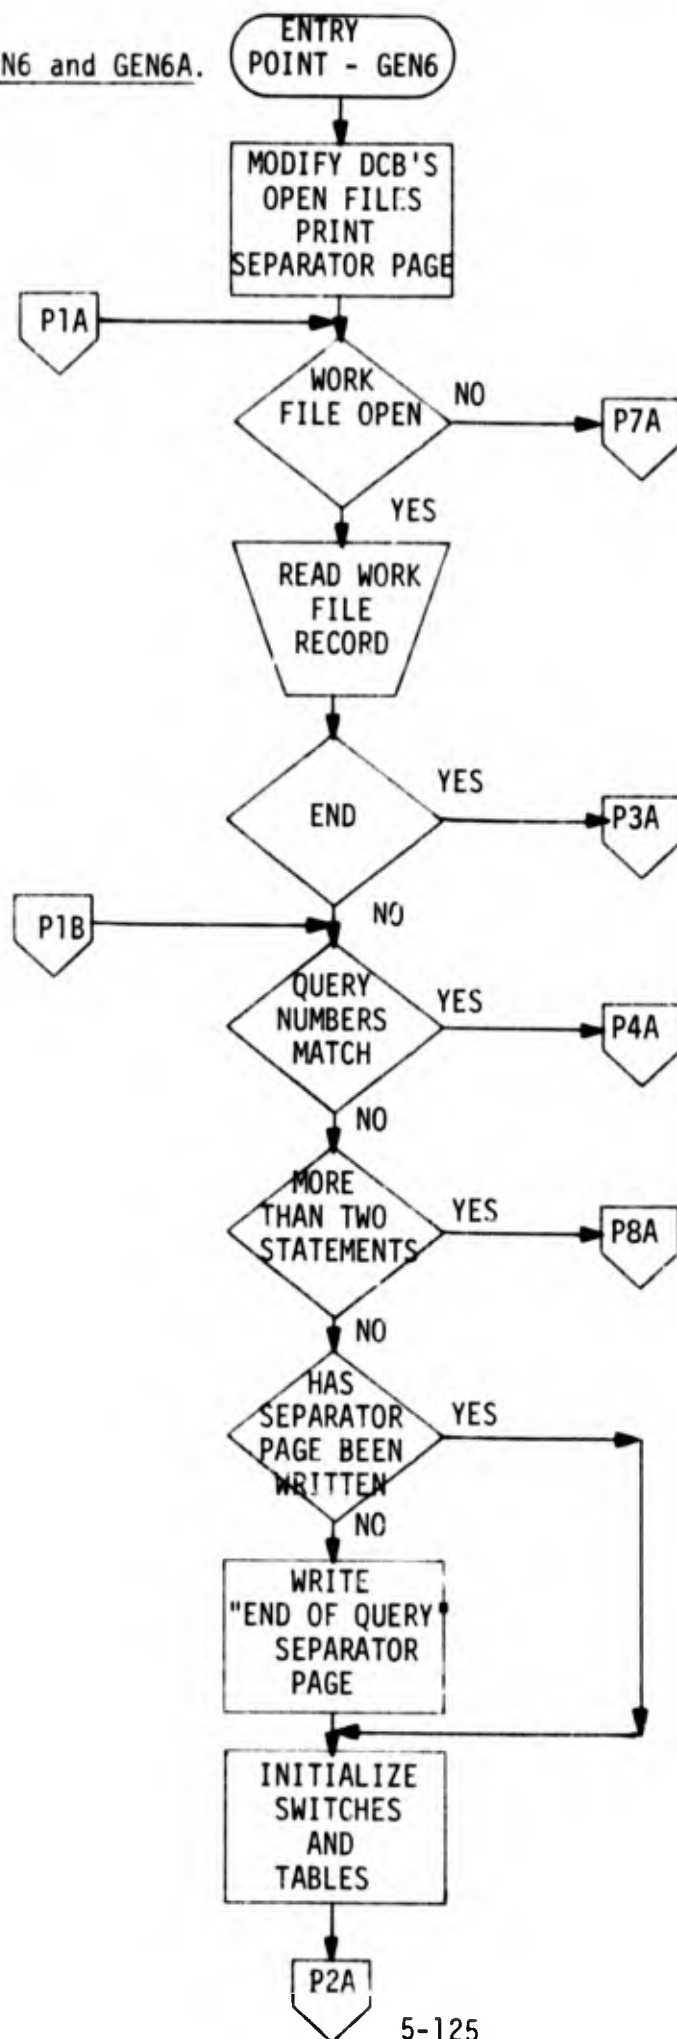 ENTRY
N6 and GEN6A.
POINT - GEN6
MODIFY DCB'S
OPEN FILES
PRINT
SEPARATOR PAGE
P1A
WORK
FILE OPEN
NO
P7A
YES
READ WORK
FILE
RECORD
END
YES
P3A
NO
P1B
QUERY
NUMBERS
MATCH
YES
P4A
NO
MORE
THAN TWO
STATEMENTS
YES
P8A
NO
HAS
SEPARATOR
PAGE BEEN
WRITTEN
YES
NO
WRITE
"END OF QUERY"
SEPARATOR
PAGE
INITIALIZE
SWITCHES
AND
TABLES
P2A
5-125